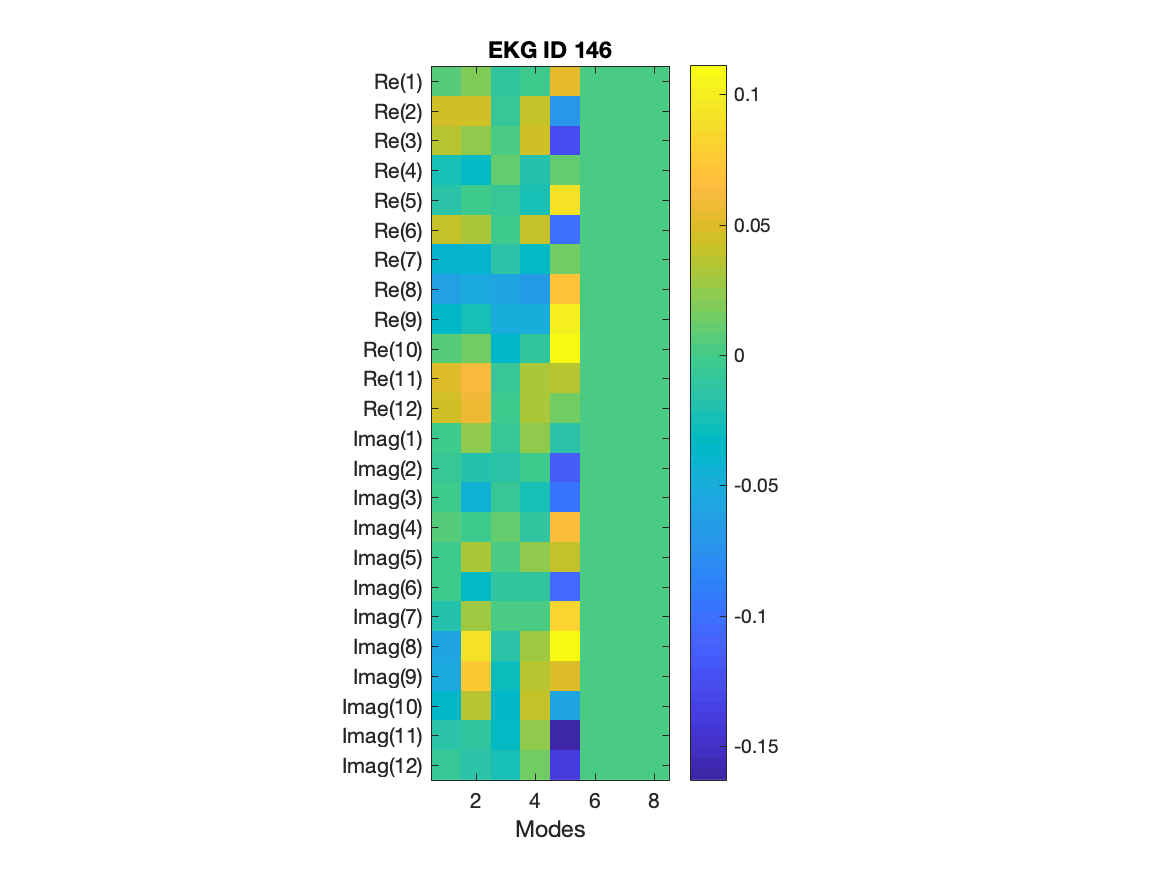 EKG ID 146
Re(1)
Re(2)
Re(3)
Re(4)
Re(5)
Re(6)
Re(7)
Re(8)
Re(9)
Re(10)
Re(11)
Re(12)
Imag(1)
Imag(2)
Imag(3)
Imag(4)
Imag(5)
Imag(6)
Imag(7)
Imag(8)
Imag(9)
Imag(10)
Imag(11)
Imag(12)
2 4 6 8
Modes
0.1
0.05
0
-0.05
-0.1
-0.15